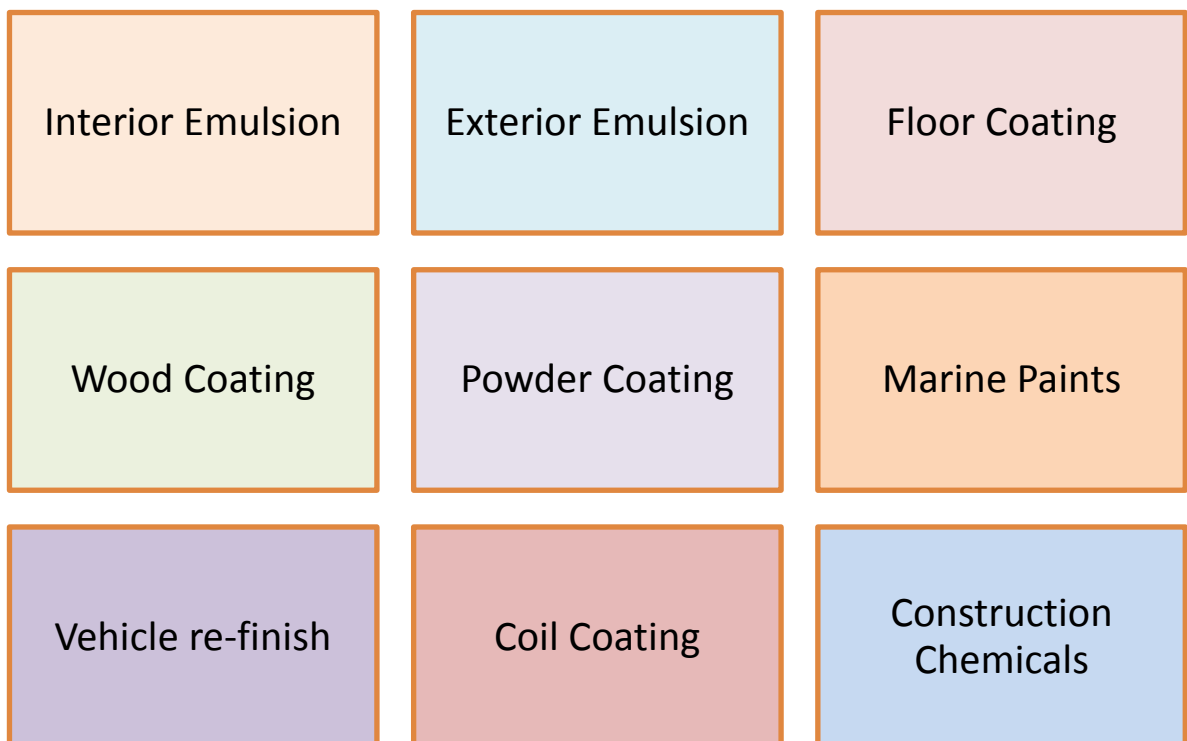 Interior Emulsion
Exterior Emulsion
Floor Coating
Wood Coating
Powder Coating
Marine Paints
Vehicle re-finish
Coil Coating
Construction
Chemicals